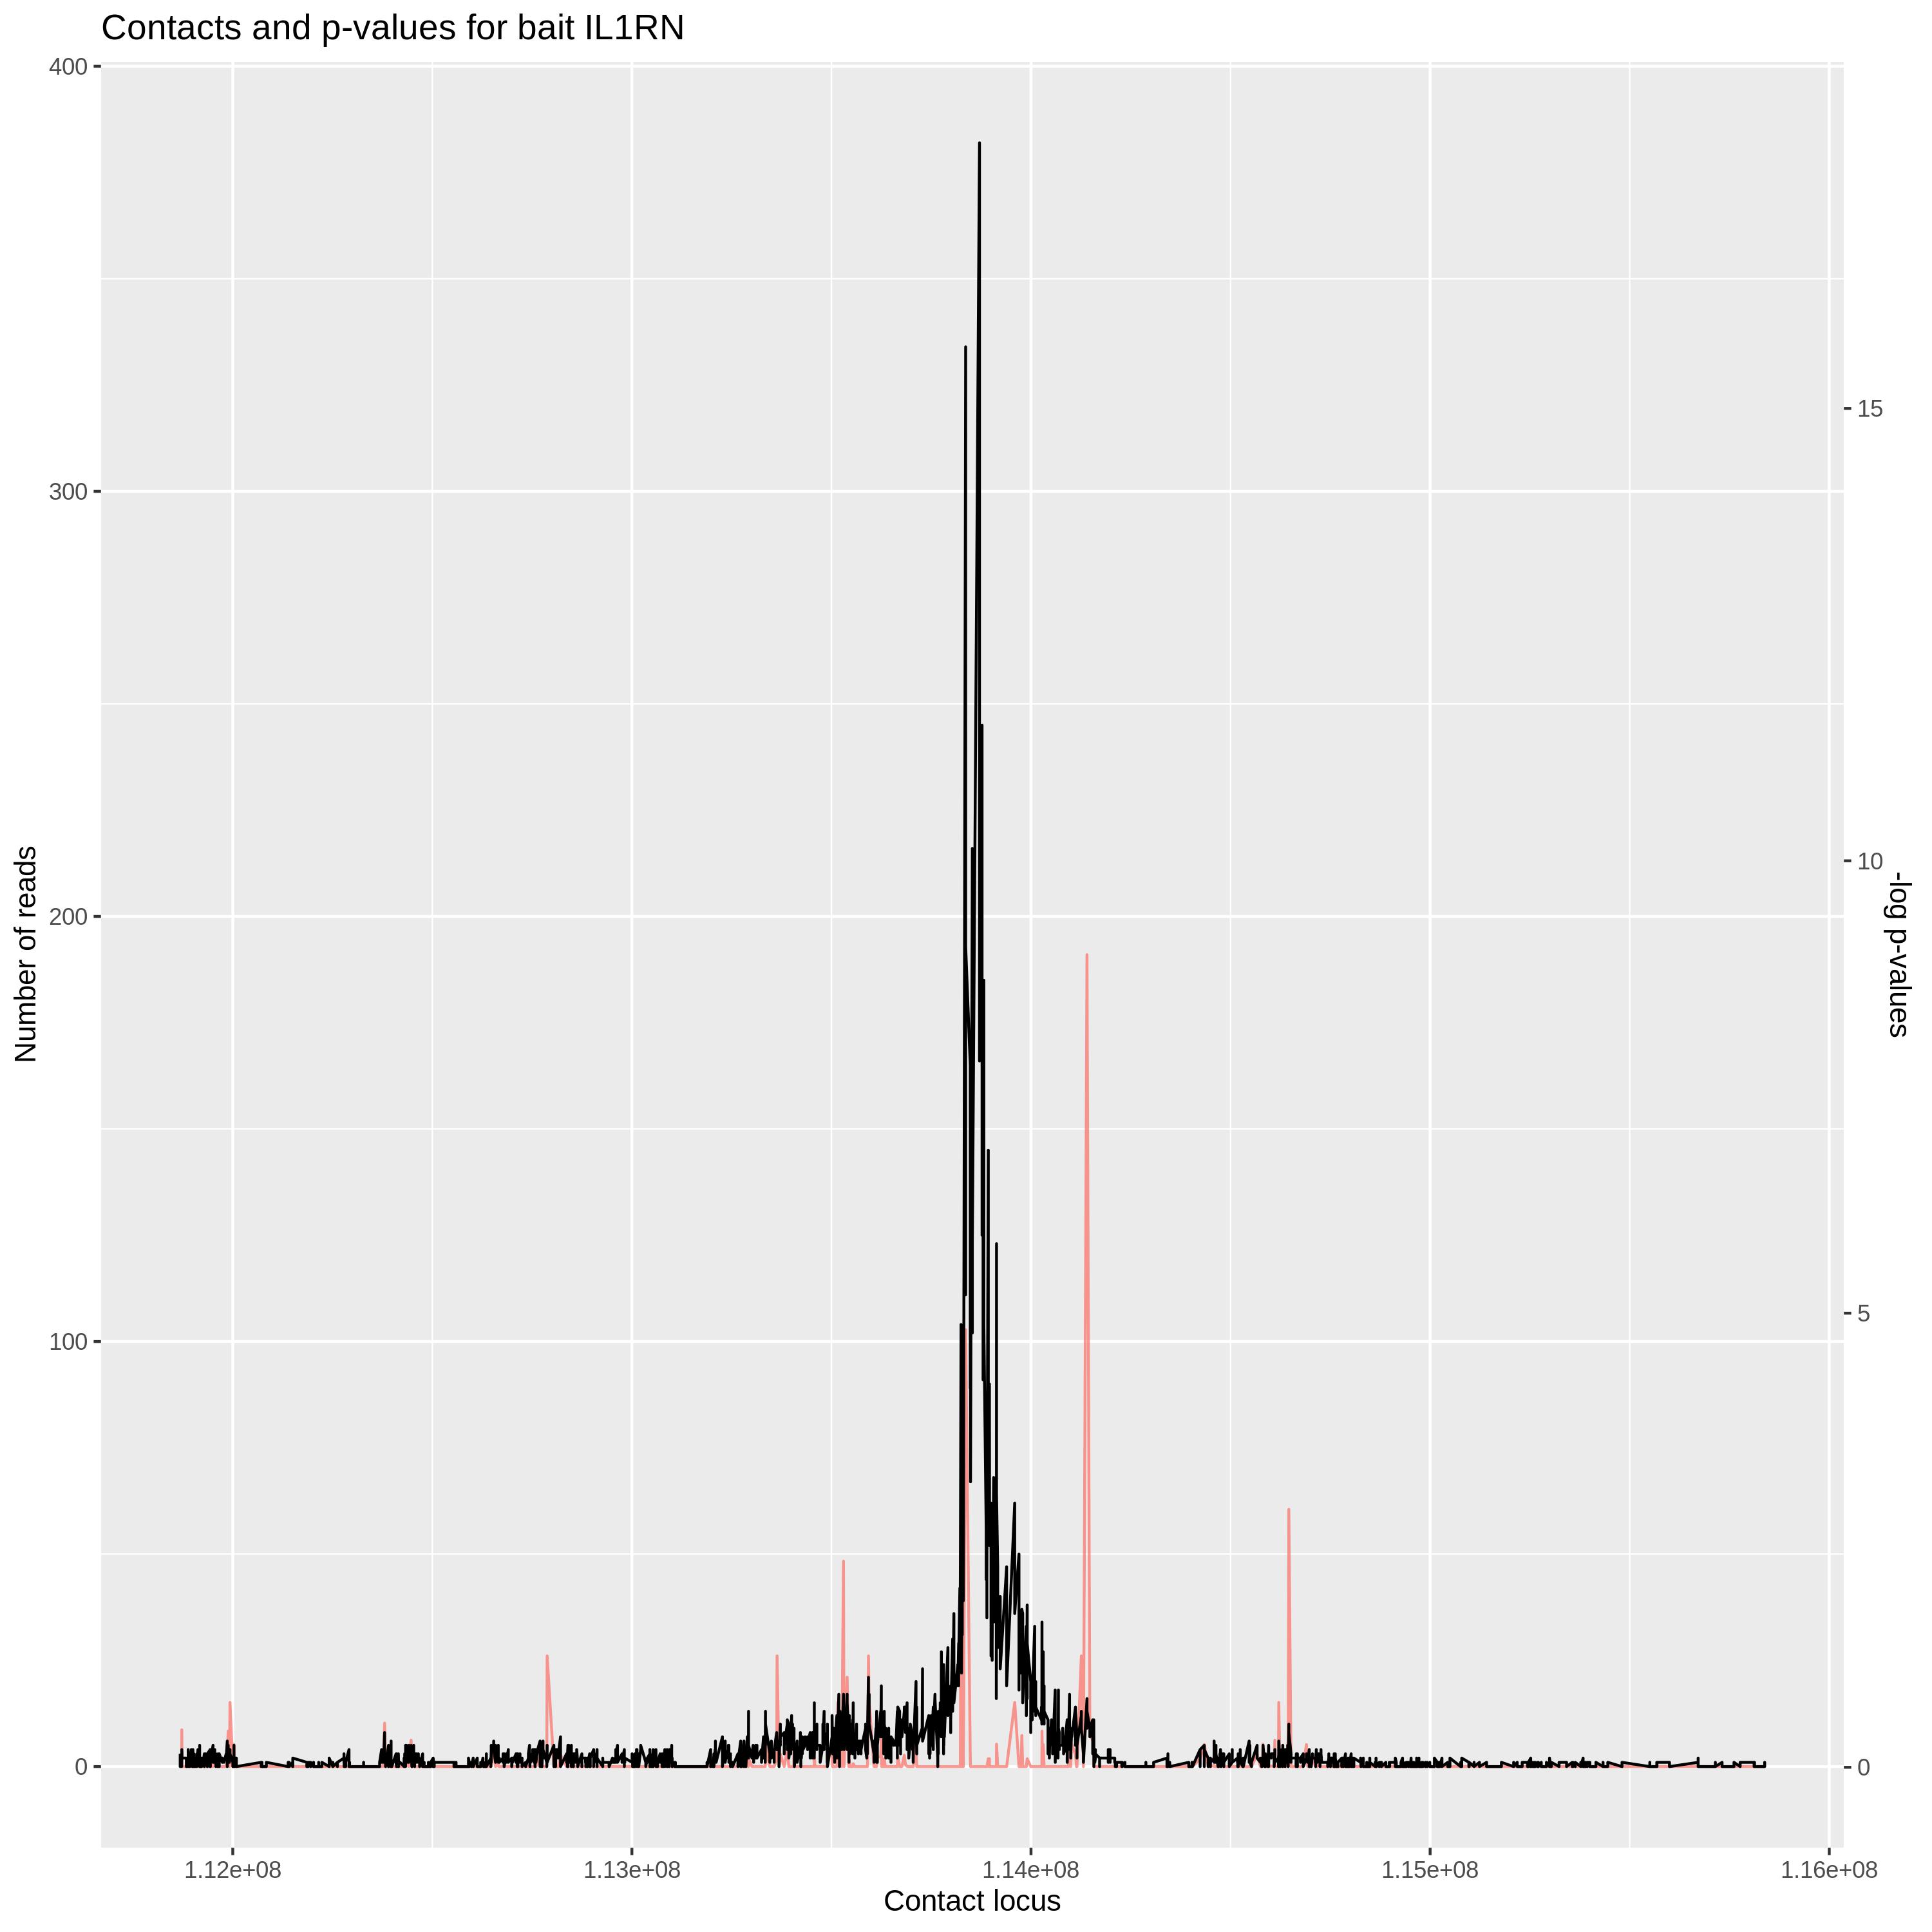 Contacts and p-values for bait IL1RN
400
300
200
100
0
Number of reads
15
10
5
0
-log p-values
1.12e+08
1.13e+08
1.14e+08
1.15e+08
1.16e+08
Contact locus